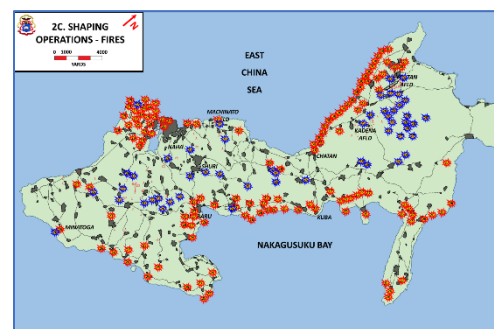 2C. SHAPING
OPERATIONS - FIRES
0 1000 4000
YARDS
EAST
CHINA
SEA
MACHINATO
KADENA
AFLD
NAHA
SHURI
CHATAN
KUBA
MINATOGA
NAKAGUSUKU BAY